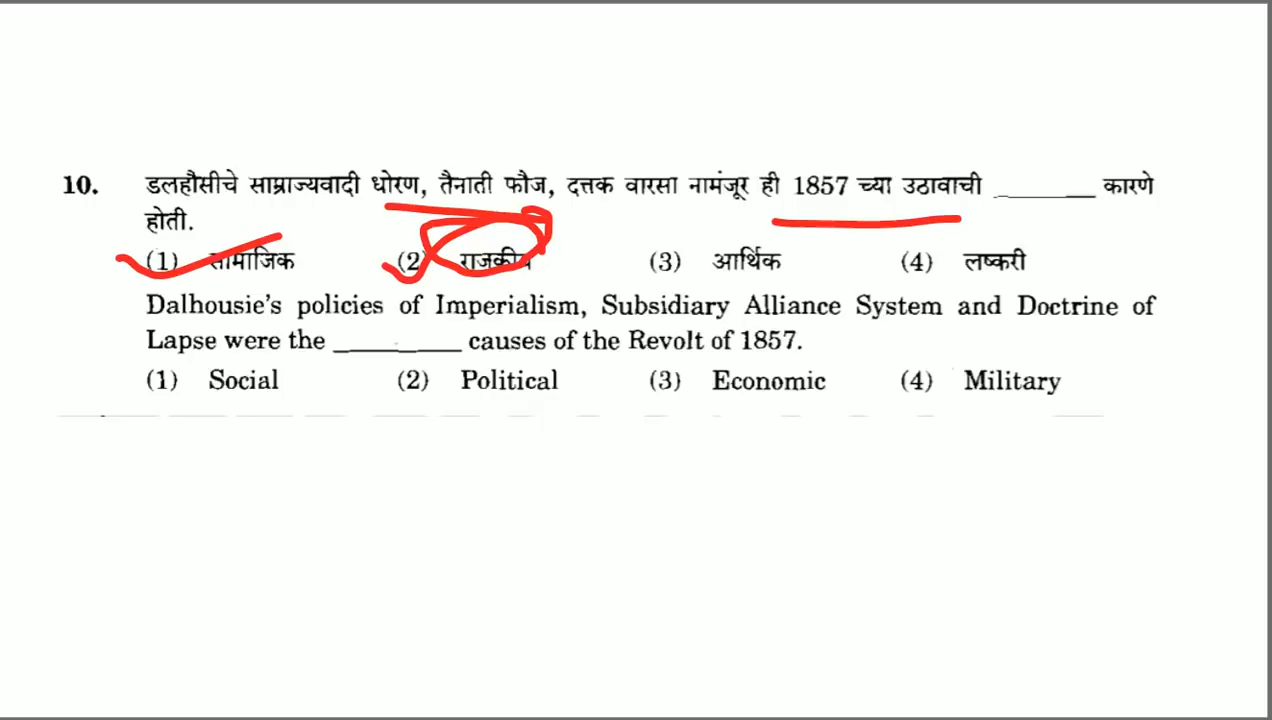 10. डलहौसीचे साम्राज्यवादी धोरण, तैनाती फौज, दत्तक वारसा नामंजूर ही 1857 च्या उठावाची ________ कारणे
होती.
(1) सामाजिक (2) राजकीय (3) आर्थिक (4) लष्करी
Dalhousie's policies of Imperialism, Subsidiary Alliance System and Doctrine of
Lapse were the __________ causes of the Revolt of 1857.
(1) Social (2) Political (3) Economic (4) Military